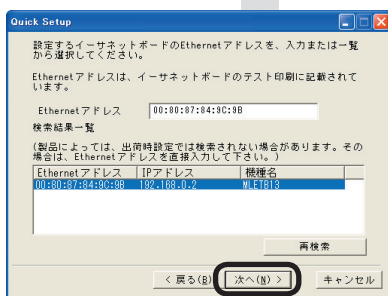 Quick Setup
設定するイーサネットボードのEthernetアドレスを、入力または一覧
から選択してください。
Ethernetアドレスは、イーサネットボードのテスト印刷に記載されて
います。
Ethernetアドレス 00:80:87:84:9C:9B
検索結果一覧
(製品によっては、出荷時設定では検索されない場合があります。その
場合は、Ethernetアドレスを直接入力して下さい。)
Ethernetアドレス IPアドレス 機種名
00:80:87:84:9C:9B 192.168.0.2 MLETB13
再検索
< 戻る(B) 次へ(N) > キャンセル